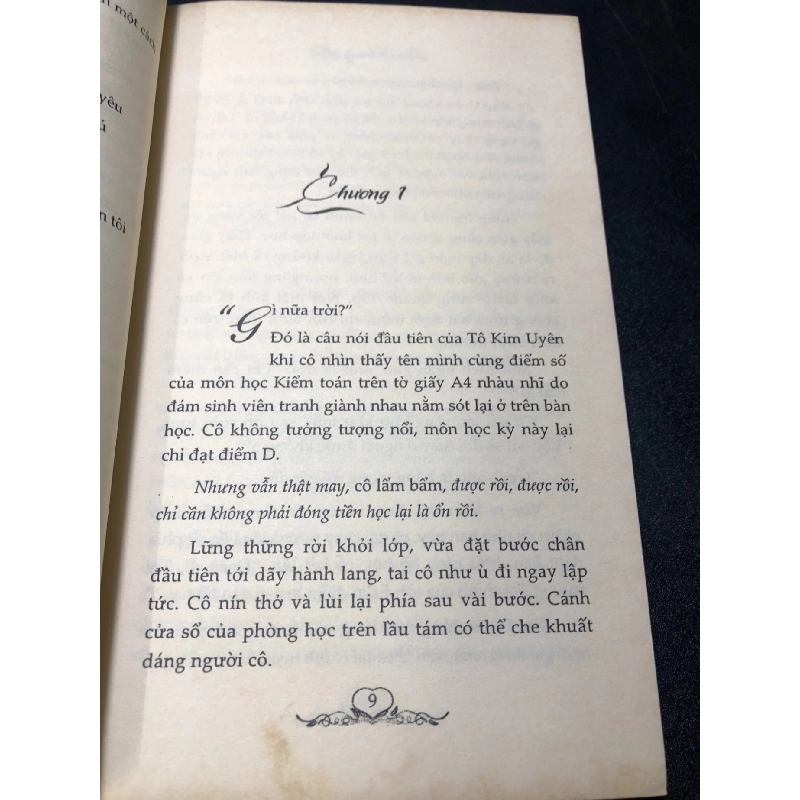 một cách
yêu
ú
tôi
Chương 1
“Gì nữa trời?”
Đó là câu nói đầu tiên của Tô Kim Uyên
khi cô nhìn thấy tên mình cùng điểm số
của môn học Kiểm toán trên tờ giấy A4 nhàu nhĩ do
đám sinh viên tranh giành nhau nằm sót lại ở trên bàn
học. Cô không tưởng tượng nổi, môn học kỳ này lại
chỉ đạt điểm D.
Nhưng vẫn thật may, cô lẩm bẩm, được rồi, được rồi,
chỉ cần không phải đóng tiền học lại là ổn rồi.
Lững thững rời khỏi lớp, vừa đặt bước chân
đầu tiên tới dãy hành lang, tai cô như ù đi ngay lập
tức. Cô nín thở và lùi lại phía sau vài bước. Cánh
cửa sổ của phòng học trên lầu tám có thể che khuất
dáng người cô.
9